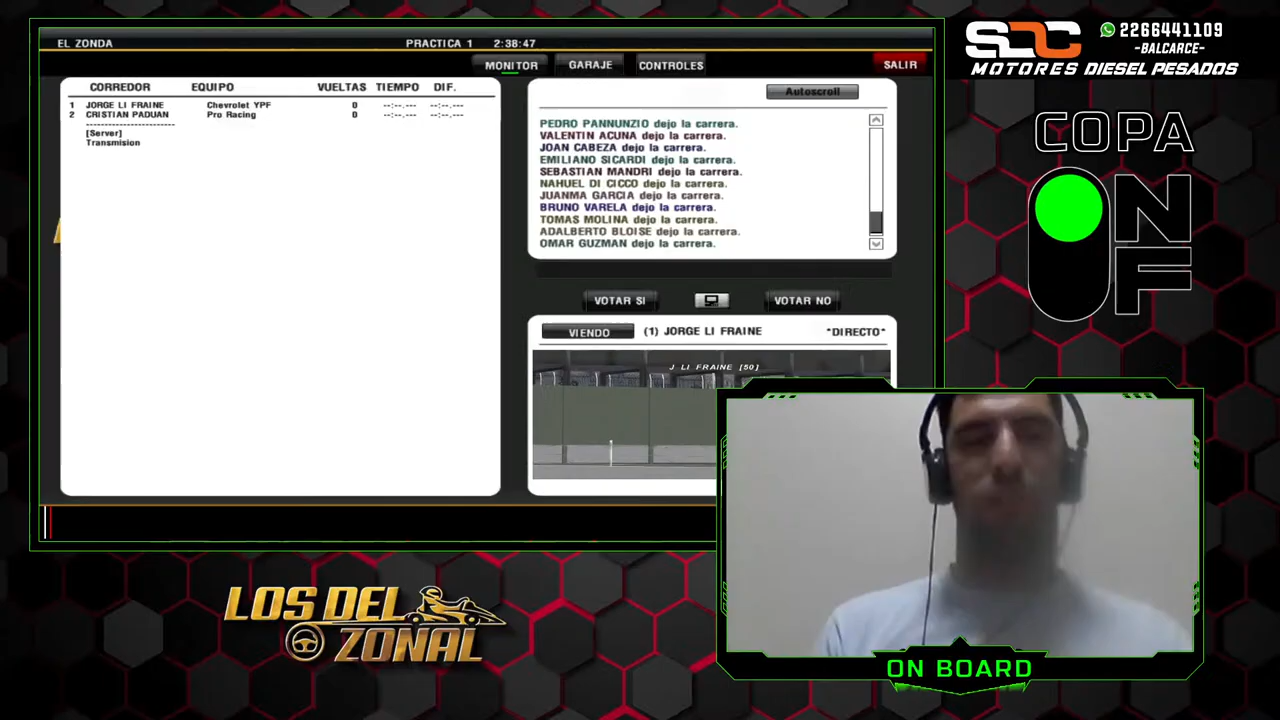 EL ZONDA
PRACTICA 1
2:38:47
MONITOR
GARAJE
CONTROLES
SALIR
CORREDOR EQUIPO VUELTAS TIEMPO DIF.
1 JORGE LI FRAINE Chevrolet YPF 0 --:--.--- --:--.---
2 CRISTIAN PADUAN Pro Racing 0 --:--.--- --:--.---
-----------------------
[Server]
Transmision
Autoscroll
PEDRO PANNUNZIO dejo la carrera.
VALENTIN ACUNA dejo la carrera.
JOAN CABEZA dejo la carrera.
EMILIANO SICARDI dejo la carrera.
SEBASTIAN MANDRI dejo la carrera.
NAHUEL DI CICCO dejo la carrera.
JUANMA GARCIA dejo la carrera.
BRUNO VARELA dejo la carrera.
TOMAS MOLINA dejo la carrera.
ADALBERTO BLOISE dejo la carrera.
OMAR GUZMAN dejo la carrera.
VOTAR SI
VOTAR NO
VIENDO
(1) JORGE LI FRAINE
*DIRECTO*
J LI FRAINE [50]
SDC
2266441109
-BALCARCE-
MOTORES DIESEL PESADOS
COPA
ON
F
LOS DEL
ZONAL
ON BOARD